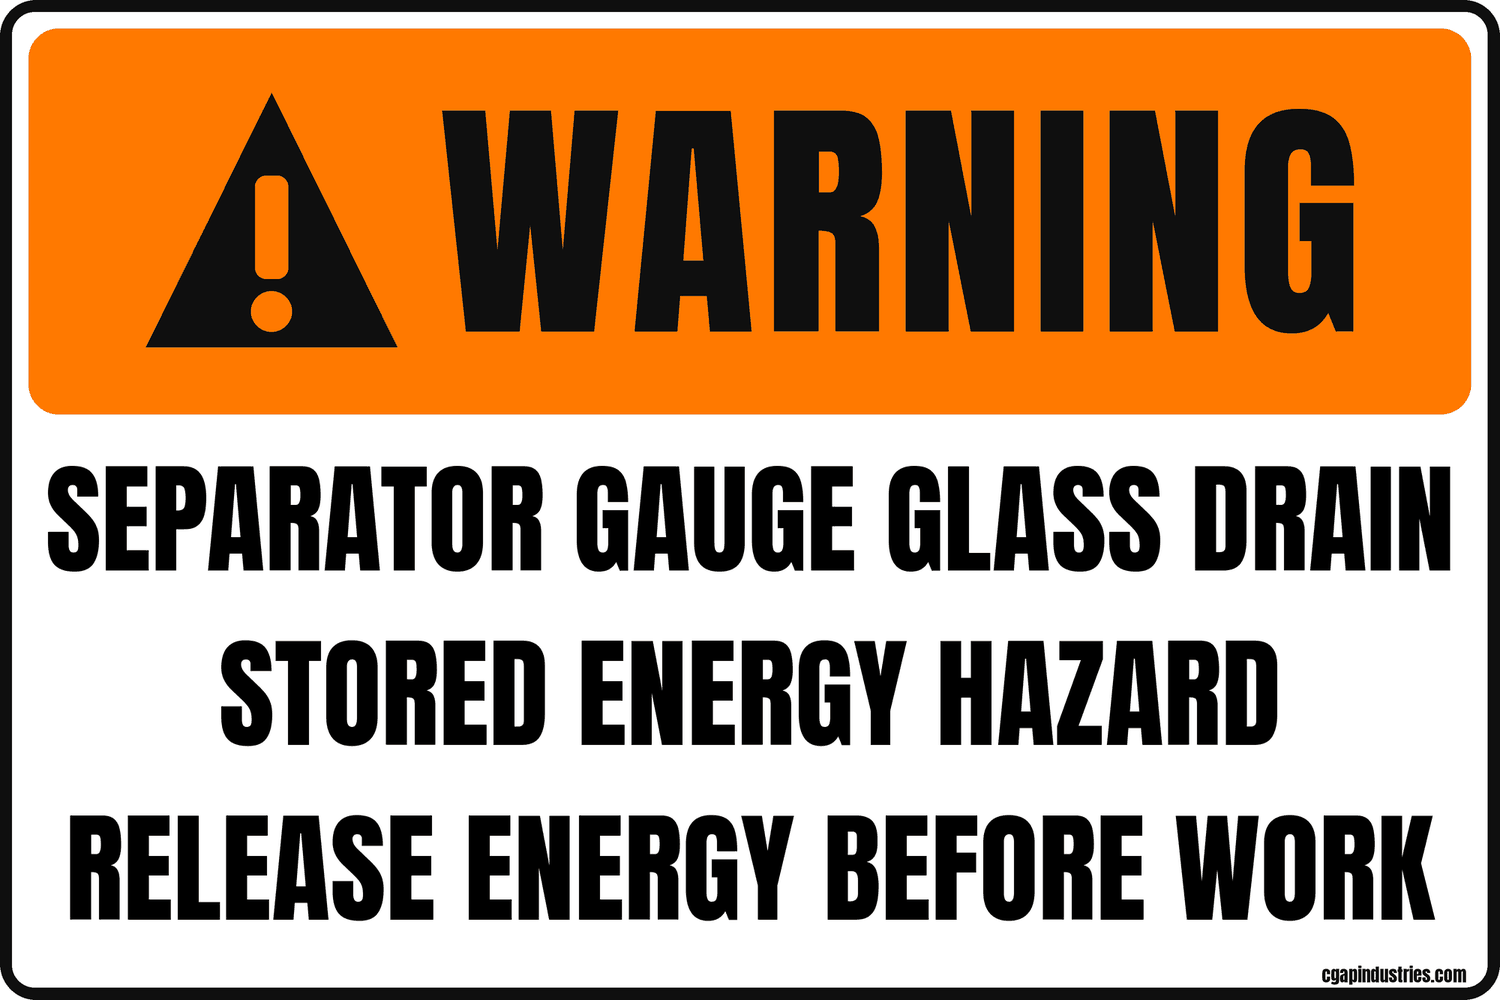 WARNING
SEPARATOR GAUGE GLASS DRAIN
STORED ENERGY HAZARD
RELEASE ENERGY BEFORE WORK
cgapindustries.com